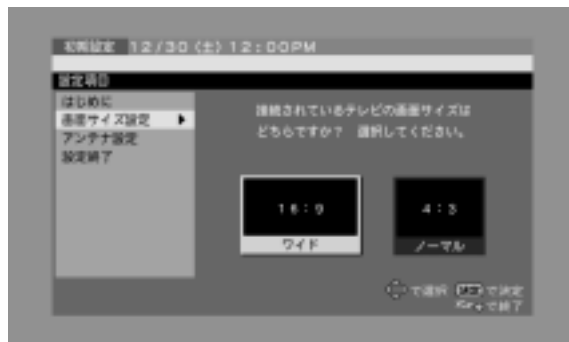 初期設定 12/30(土)12:00PM
設定項目
はじめに
画面サイズ設定
アンテナ設定
設定終了
接続されているテレビの画面サイズは
どちらですか? 選択してください。
16:9
ワイド
4:3
ノーマル
で選択 で決定
で終了